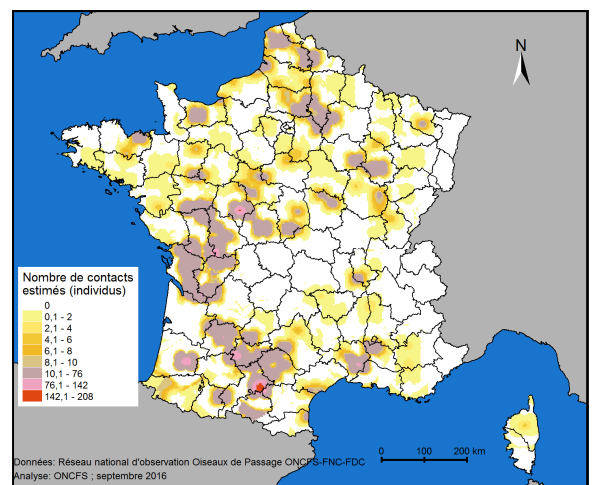 N
Nombre de contacts
estimés (individus)
0
0,1 - 2
2,1 - 4
4,1 - 6
6,1 - 8
8,1 - 10
10,1 - 76
76,1 - 142
142,1 - 208
Données: Réseau national d'observation Oiseaux de Passage ONCFS-FNC-FDC
Analyse: ONCFS ; septembre 2016
0 100 200 km